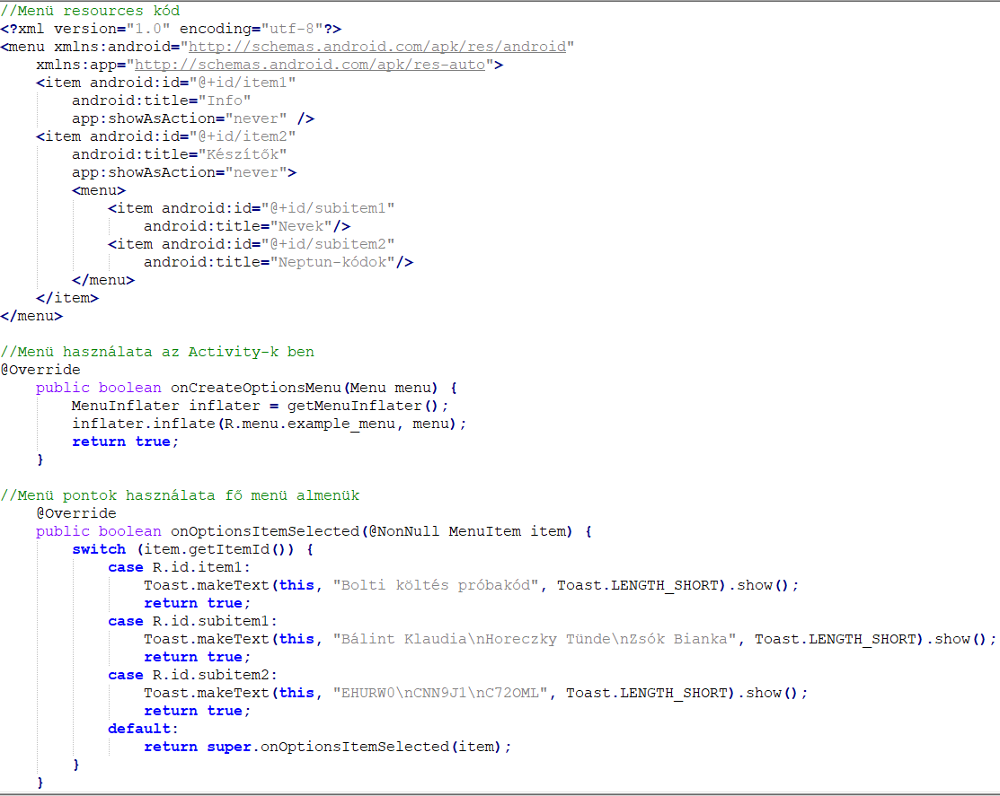 //Menü resources kód
<?xml version="1.0" encoding="utf-8"?>
<menu xmlns:android="http://schemas.android.com/apk/res/android"
    xmlns:app="http://schemas.android.com/apk/res-auto">
    <item android:id="@+id/item1"
        android:title="Info"
        app:showAsAction="never" />
    <item android:id="@+id/item2"
        android:title="Készítők"
        app:showAsAction="never">
        <menu>
            <item android:id="@+id/subitem1"
                android:title="Nevek"/>
            <item android:id="@+id/subitem2"
                android:title="Neptun-kódok"/>
        </menu>
    </item>
</menu>

//Menü használata az Activity-k ben
@Override
    public boolean onCreateOptionsMenu(Menu menu) {
        MenuInflater inflater = getMenuInflater();
        inflater.inflate(R.menu.example_menu, menu);
        return true;
    }

//Menü pontok használata fő menü almenük
    @Override
    public boolean onOptionsItemSelected(@NonNull MenuItem item) {
        switch (item.getItemId()) {
            case R.id.item1:
                Toast.makeText(this, "Bolti költés próbakód", Toast.LENGTH_SHORT).show();
                return true;
            case R.id.subitem1:
                Toast.makeText(this, "Bálint Klaudia\nHoreczky Tünde\nZsók Bianka", Toast.LENGTH_SHORT).show();
                return true;
            case R.id.subitem2:
                Toast.makeText(this, "EHURW0\nCNN9J1\nC72OML", Toast.LENGTH_SHORT).show();
                return true;
            default:
                return super.onOptionsItemSelected(item);
        }
    }